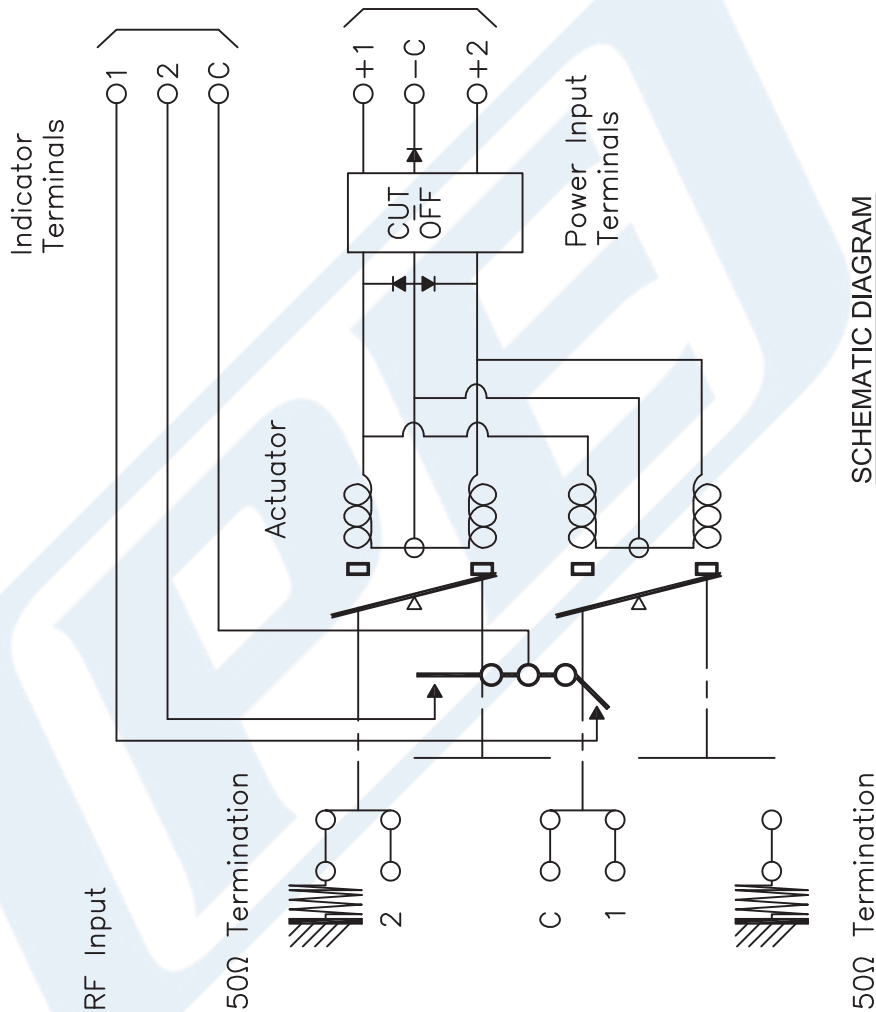 Indicator
Terminals
1
2
C
+1
-C
+2
Power Input
Terminals
CUT
OFF
Actuator
RF Input
50Ω Termination
2
C
1
50Ω Termination
SCHEMATIC DIAGRAM
PE